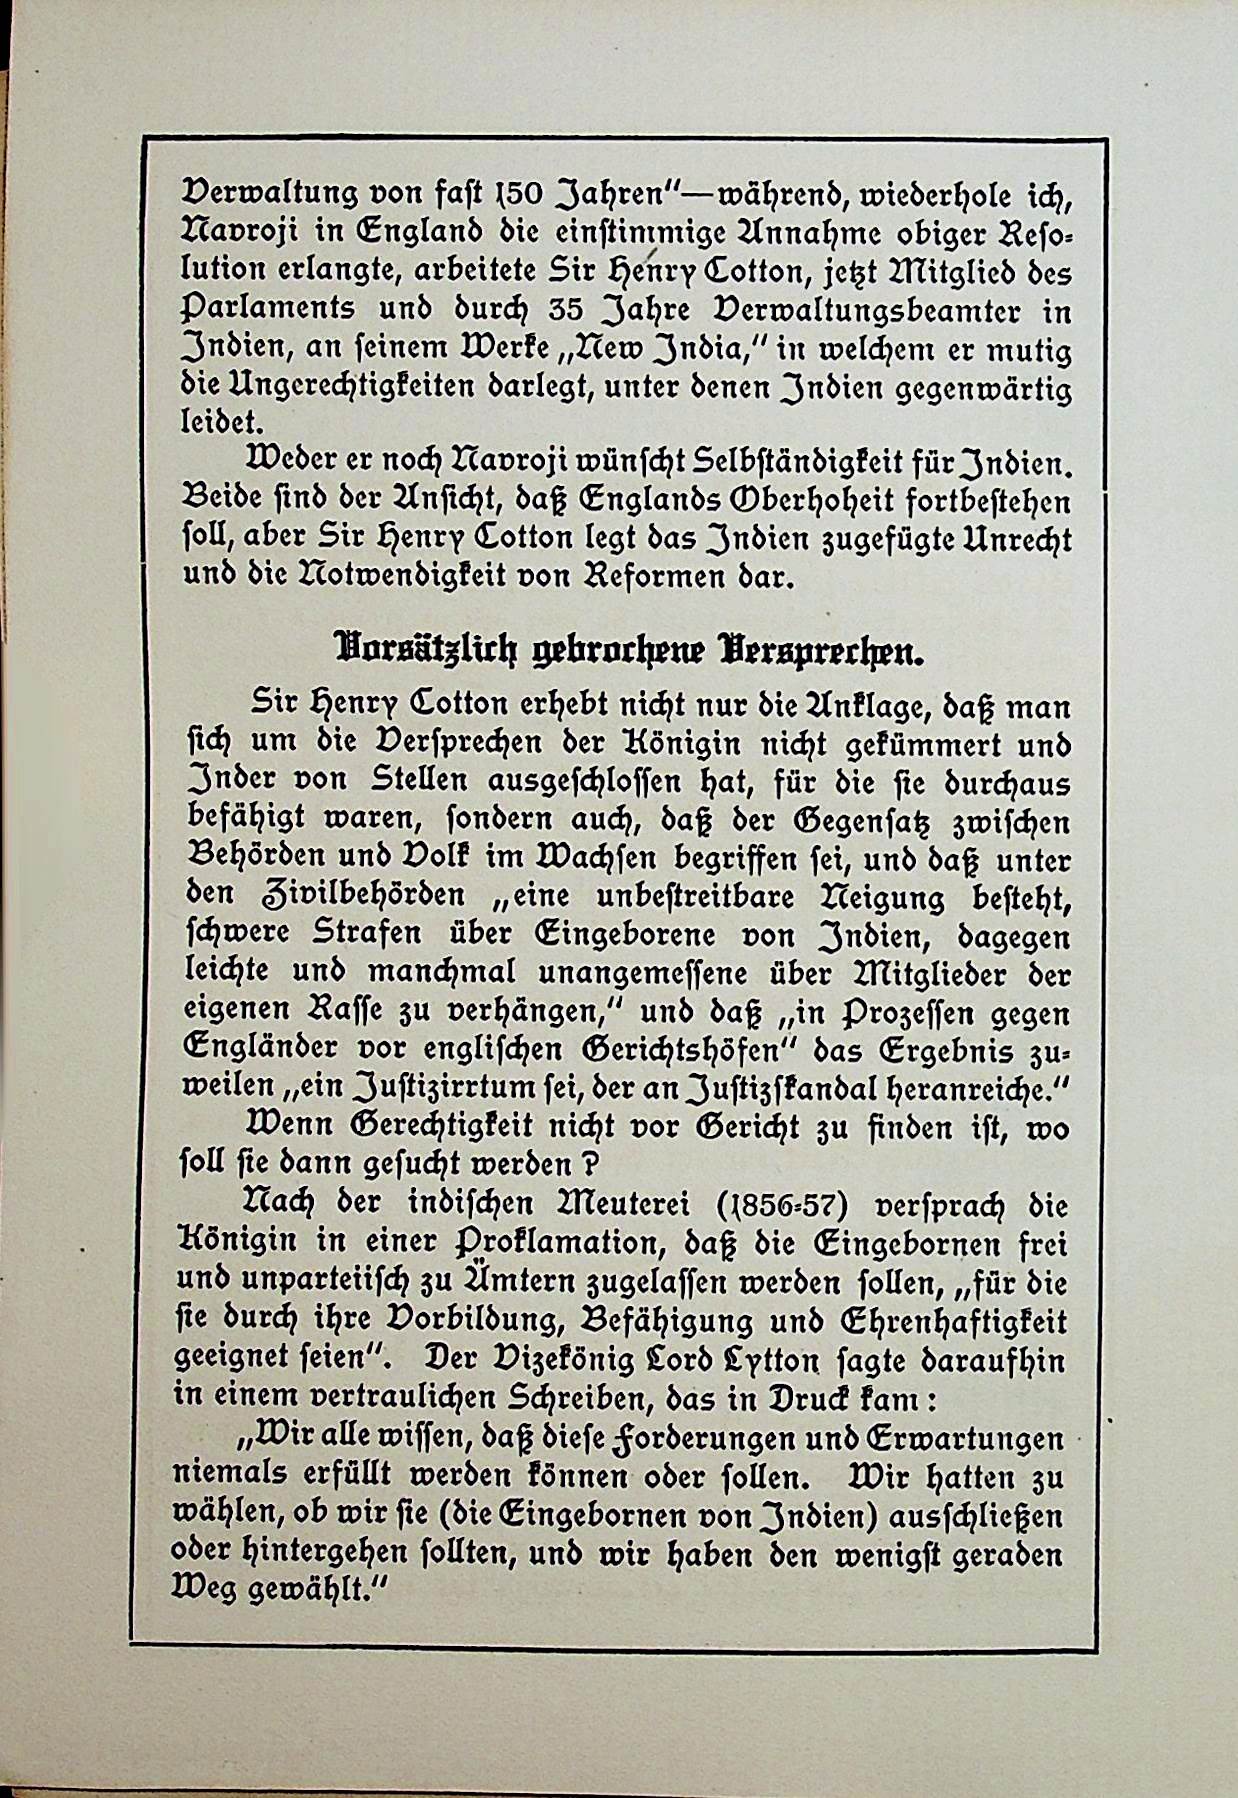 Verwaltung von fast 150 Jahren“—während, wiederhole ich,
Navroji in England die einstimmige Annahme obiger Reso-
lution erlangte, arbeitete Sir Henry Cotton, jetzt Mitglied des
Parlaments und durch 35 Jahre Verwaltungsbeamter in
Indien, an seinem Werke „New India,“ in welchem er mutig
die Ungerechtigkeiten darlegt, unter denen Indien gegenwärtig
leidet.
Weder er noch Navroji wünscht Selbständigkeit für Indien.
Beide sind der Ansicht, daß Englands Oberhoheit fortbestehen
soll, aber Sir Henry Cotton legt das Indien zugefügte Unrecht
und die Notwendigkeit von Reformen dar.
Vorsätzlich gebrochene Versprechen.
Sir Henry Cotton erhebt nicht nur die Anklage, daß man
sich um die Versprechen der Königin nicht gekümmert und
Inder von Stellen ausgeschlossen hat, für die sie durchaus
befähigt waren, sondern auch, daß der Gegensatz zwischen
Behörden und Volk im Wachsen begriffen sei, und daß unter
den Zivilbehörden „eine unbestreitbare Neigung besteht,
schwere Strafen über Eingeborene von Indien, dagegen
leichte und manchmal unangemessene über Mitglieder der
eigenen Rasse zu verhängen,“ und daß „in Prozessen gegen
Engländer vor englischen Gerichtshöfen“ das Ergebnis zu-
weilen „ein Justizirrtum sei, der an Justizskandal heranreiche.“
Wenn Gerechtigkeit nicht vor Gericht zu finden ist, wo
soll sie dann gesucht werden?
Nach der indischen Meuterei (1856-57) versprach die
Königin in einer Proklamation, daß die Eingebornen frei
und unparteiisch zu Ämtern zugelassen werden sollen, „für die
sie durch ihre Vorbildung, Befähigung und Ehrenhaftigkeit
geeignet seien“. Der Vizekönig Lord Lytton sagte daraufhin
in einem vertraulichen Schreiben, das in Druck kam:
„Wir alle wissen, daß diese Forderungen und Erwartungen
niemals erfüllt werden können oder sollen. Wir hatten zu
wählen, ob wir sie (die Eingebornen von Indien) ausschließen
oder hintergehen sollten, und wir haben den wenigst geraden
Weg gewählt.“